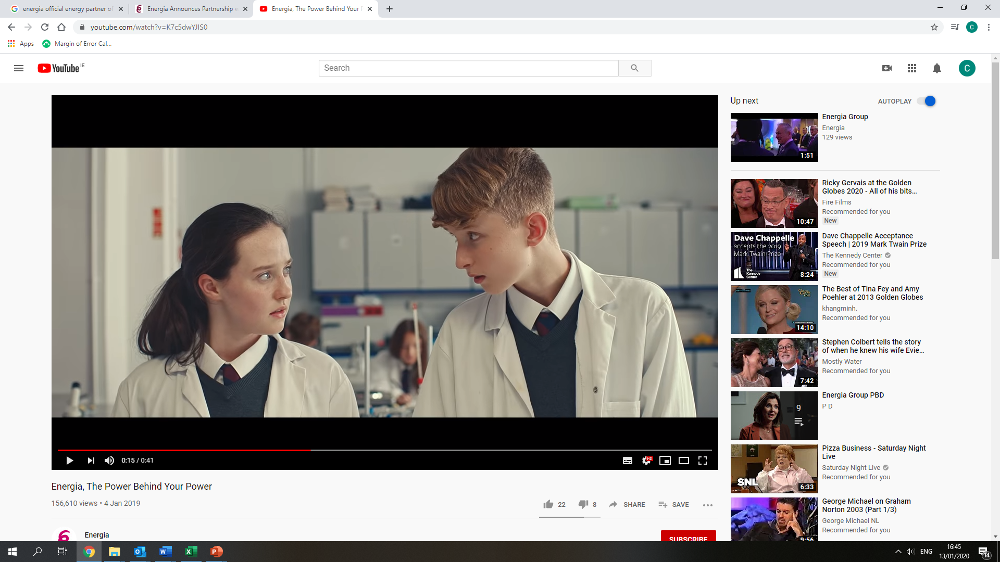 energia official energy partner of
Energia Announces Partnership w
Energia, The Power Behind Your
youtube.com/watch?v=K7c5dwYJIS0
C
Apps
Margin of Error Cal...
YouTube IE
Search
C
Up next
AUTOPLAY
Energia Group
Energia
129 views
1:51
Ricky Gervais at the Golden
Globes 2020 - All of his bits...
Fire Films
Recommended for you
New
10:47
Dave Chappelle
accepts the 2019
Mark Twain Prize
The
Kennedy
Center
8:24
Dave Chappelle Acceptance
Speech | 2019 Mark Twain Prize
The Kennedy Center
Recommended for you
New
The Best of Tina Fey and Amy
Poehler at 2013 Golden Globes
khangminh.
Recommended for you
14:10
Stephen Colbert tells the story
of when he knew his wife Evie...
Mostly Water
Recommended for you
7:42
Energia Group PBD
P D
9
Pizza Business - Saturday Night
Live
Saturday Night Live
Recommended for you
SNL
6:33
George Michael on Graham
Norton 2003 (Part 1/3)
George Michael NL
Recommended for you
9:56
0:15 / 0:41
HD
Energia, The Power Behind Your Power
156,610 views • 4 Jan 2019
22
8
SHARE
SAVE
Energia
SUBSCRIBE
ENG
16:45
13/01/2020
14